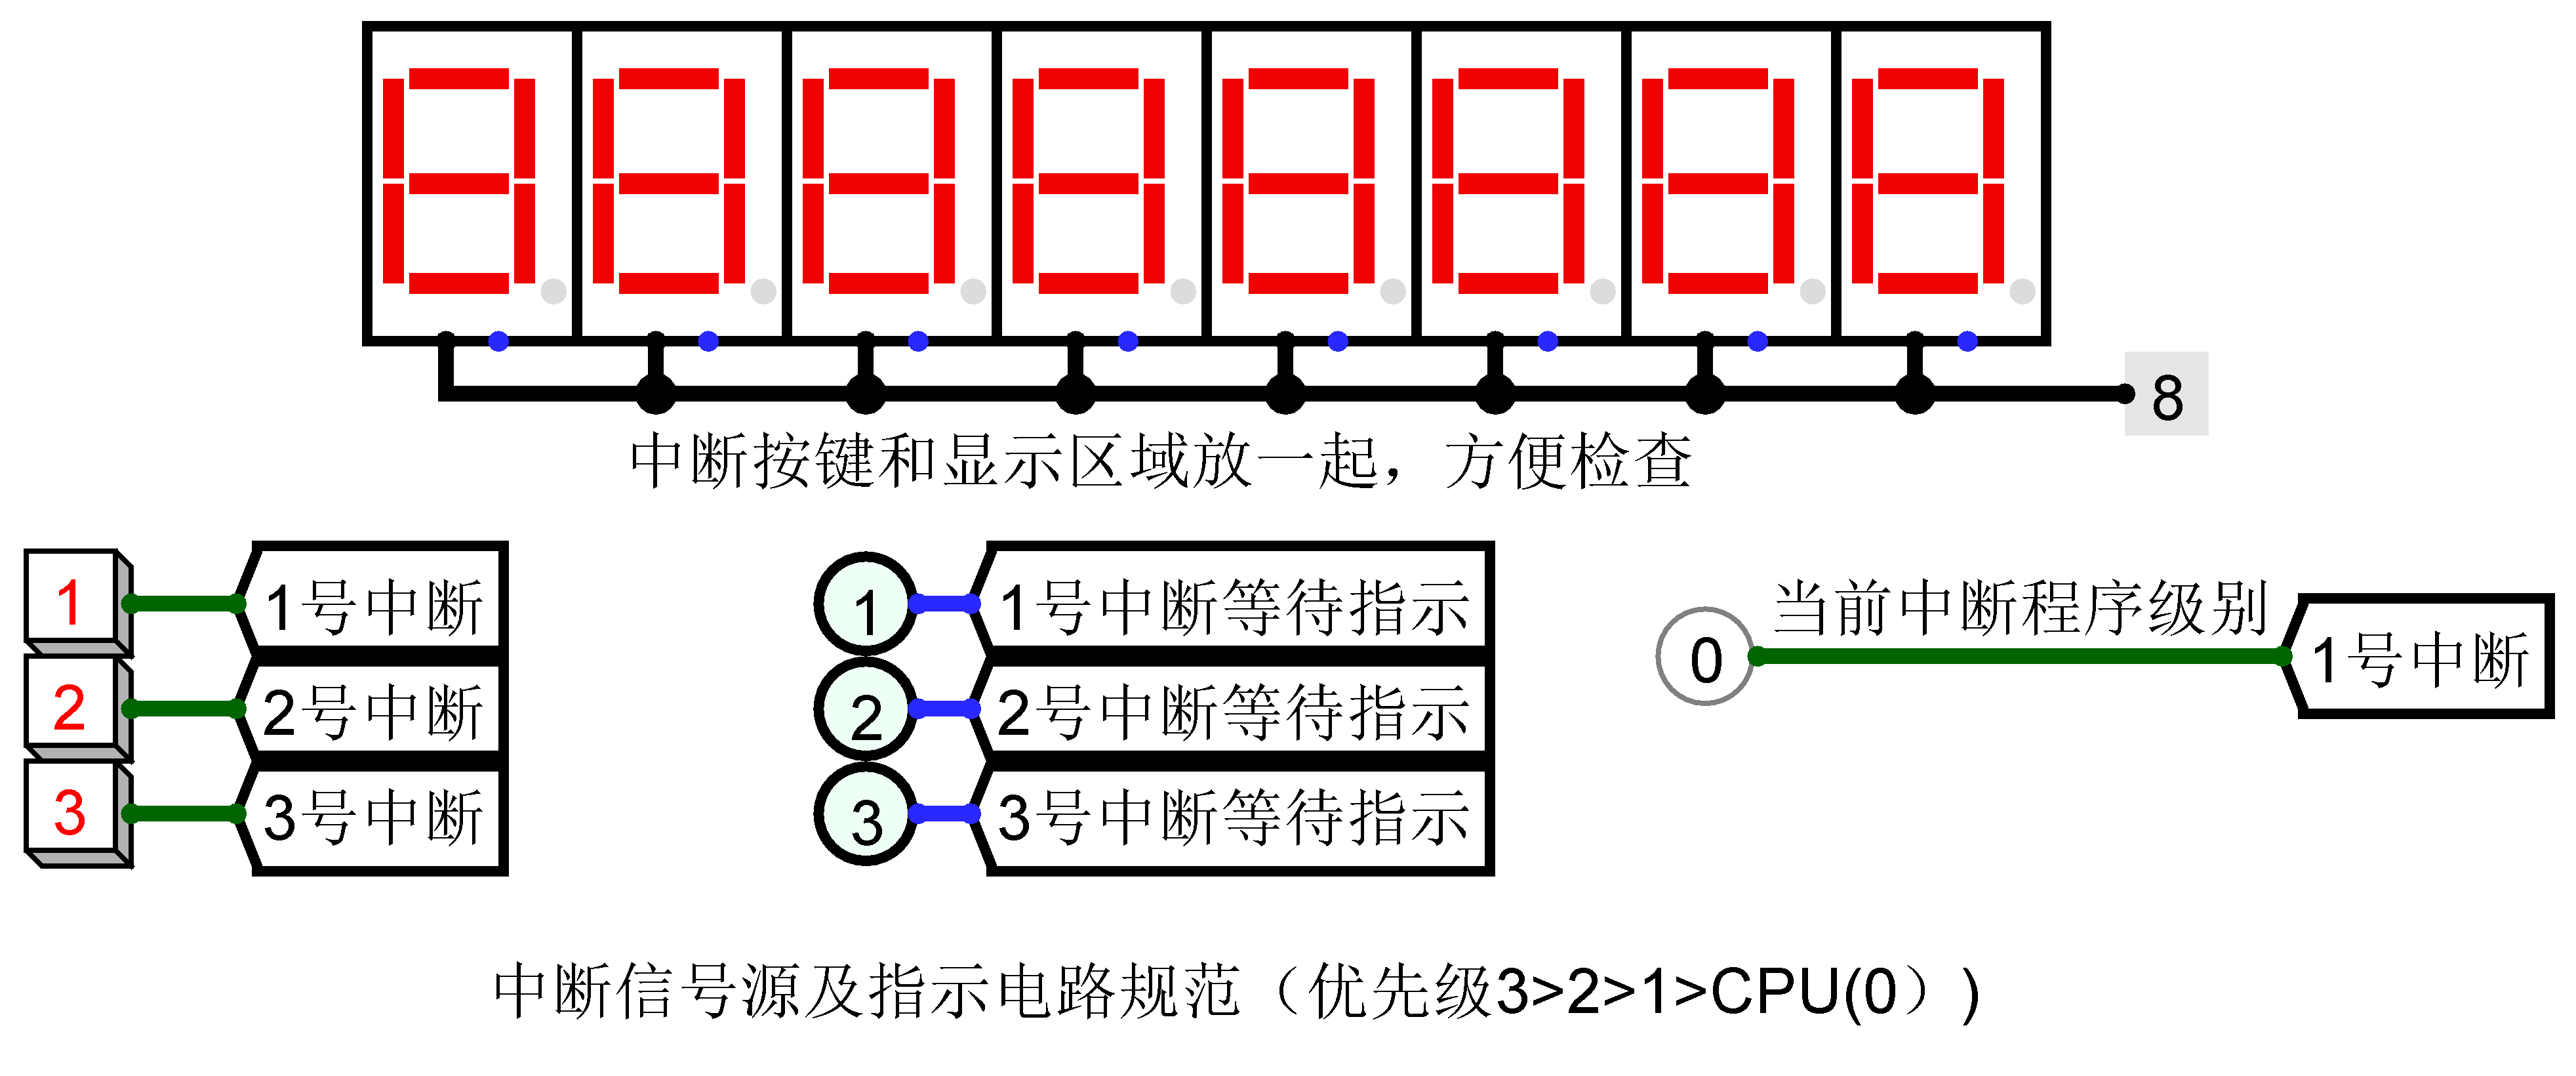 8
中断按键和显示区域放一起，方便检查
1 1号中断
2 2号中断
3 3号中断
1 1号中断等待指示
2 2号中断等待指示
3 3号中断等待指示
0 当前中断程序级别 1号中断
中断信号源及指示电路规范（优先级3>2>1>CPU(0）)